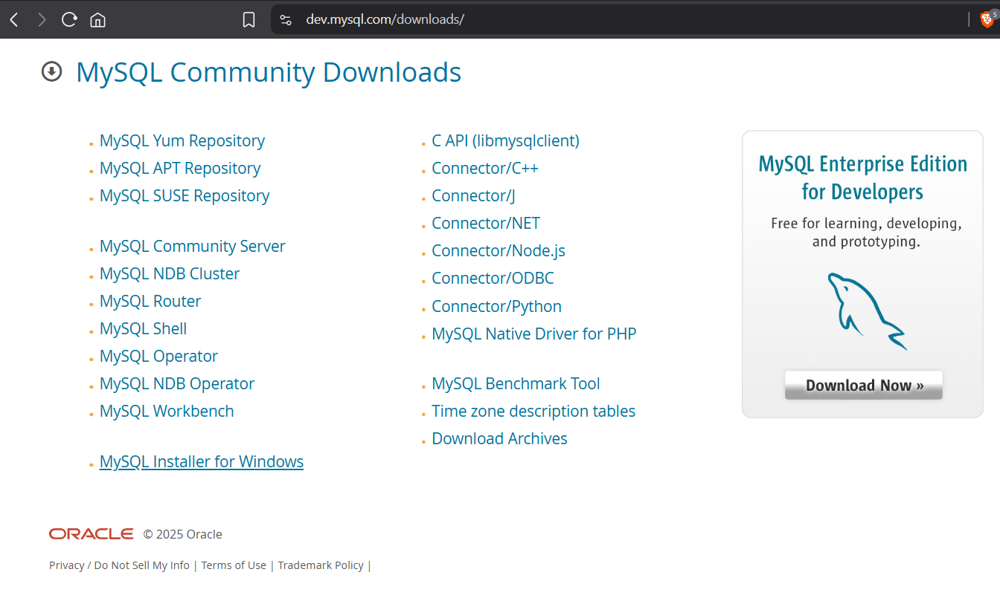 dev.mysql.com/downloads/
5
MySQL Community Downloads
MySQL Yum Repository
MySQL APT Repository
MySQL SUSE Repository
MySQL Community Server
MySQL NDB Cluster
MySQL Router
MySQL Shell
MySQL Operator
MySQL NDB Operator
MySQL Workbench
MySQL Installer for Windows
C API (libmysqlclient)
Connector/C++
Connector/J
Connector/NET
Connector/Node.js
Connector/ODBC
Connector/Python
MySQL Native Driver for PHP
MySQL Benchmark Tool
Time zone description tables
Download Archives
MySQL Enterprise Edition
for Developers
Free for learning, developing,
and prototyping.
Download Now »
ORACLE © 2025 Oracle
Privacy / Do Not Sell My Info | Terms of Use | Trademark Policy |